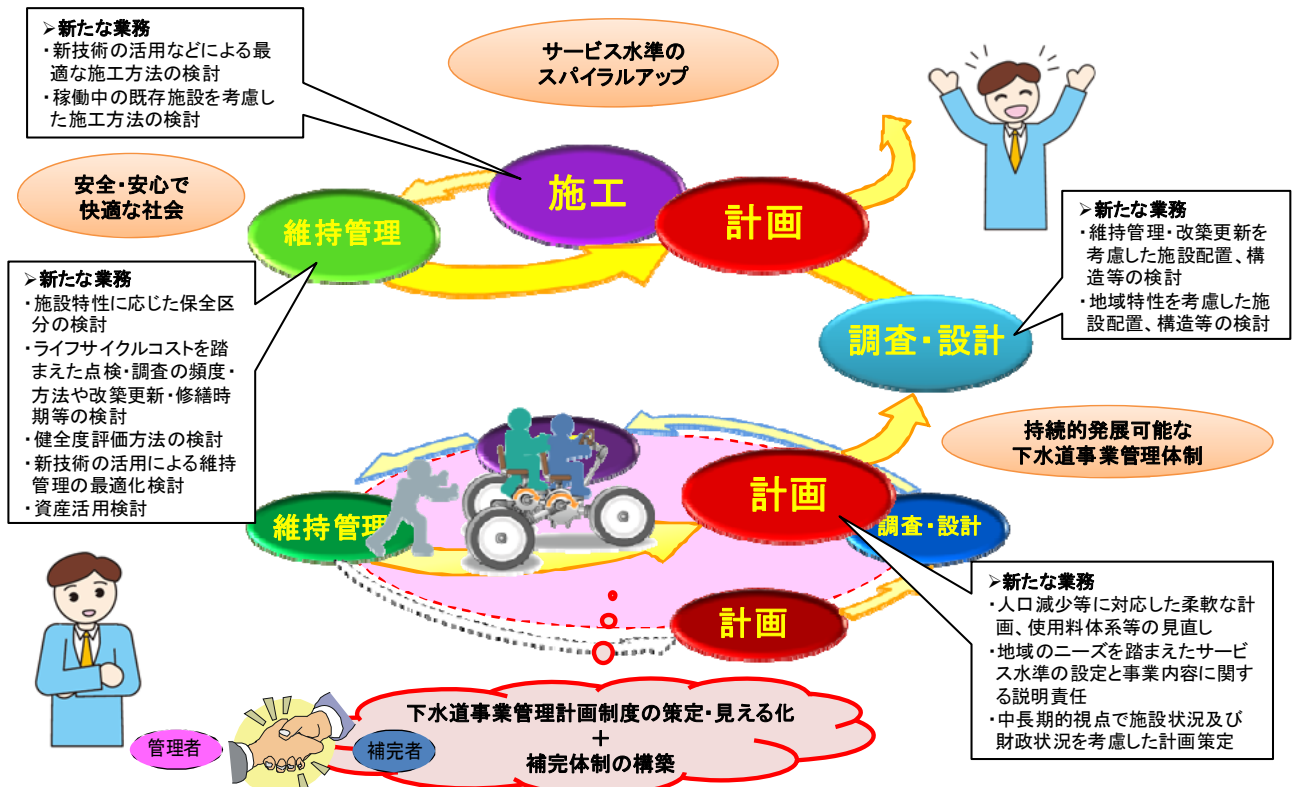 ➢新たな業務
・新技術の活用などによる最
適な施工方法の検討
・稼働中の既存施設を考慮し
た施工方法の検討
サービス水準の
スパイラルアップ
安全・安心で
快適な社会
施工
計画
維持管理
➢新たな業務
・維持管理・改築更新を
考慮した施設配置、構
造等の検討
・地域特性を考慮した施
設配置、構造等の検討
➢新たな業務
・施設特性に応じた保全区
分の検討
・ライフサイクルコストを踏
まえた点検・調査の頻度・
方法や改築更新・修繕時
期等の検討
・健全度評価方法の検討
・新技術の活用による維持
管理の最適化検討
・資産活用検討
調査・設計
持続的発展可能な
下水道事業管理体制
計画
維持管理
調査・設計
計画
➢新たな業務
・人口減少等に対応した柔軟な計
画、使用料体系等の見直し
・地域のニーズを踏まえたサービ
ス水準の設定と事業内容に関す
る説明責任
・中長期的視点で施設状況及び
財政状況を考慮した計画策定
下水道事業管理計画制度の策定・見える化
＋
補完体制の構築
管理者
補完者